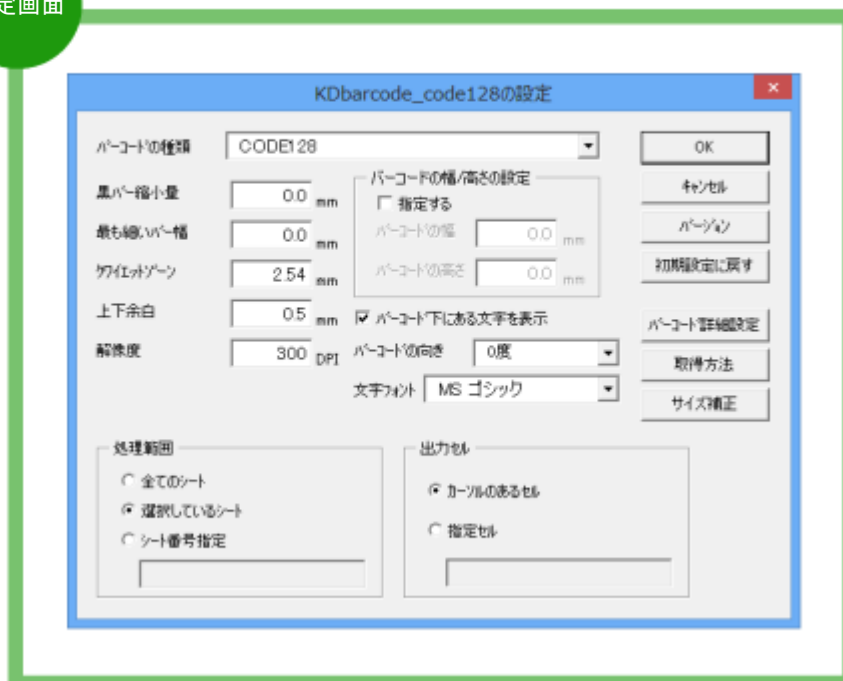 定画面
KDbarcode_code128の設定
バーコードの種類 CODE128
OK
黒バー縮小量 0.0 mm
バーコードの幅/高さの設定
キャンセル
指定する
最も細いバー幅 0.0 mm
バーコードの幅 0.0 mm
バージョン
クワイエットゾーン 2.54 mm
バーコードの高さ 0.0 mm
初期設定に戻す
上下余白 0.5 mm
バーコード下にある文字を表示
バーコード詳細設定
解像度 300 DPI
バーコードの向き 0度
取得方法
文字フォント MS ゴシック
サイズ補正
処理範囲
全てのシート
選択しているシート
シート番号指定
出力セル
カーソルのあるセル
指定セル